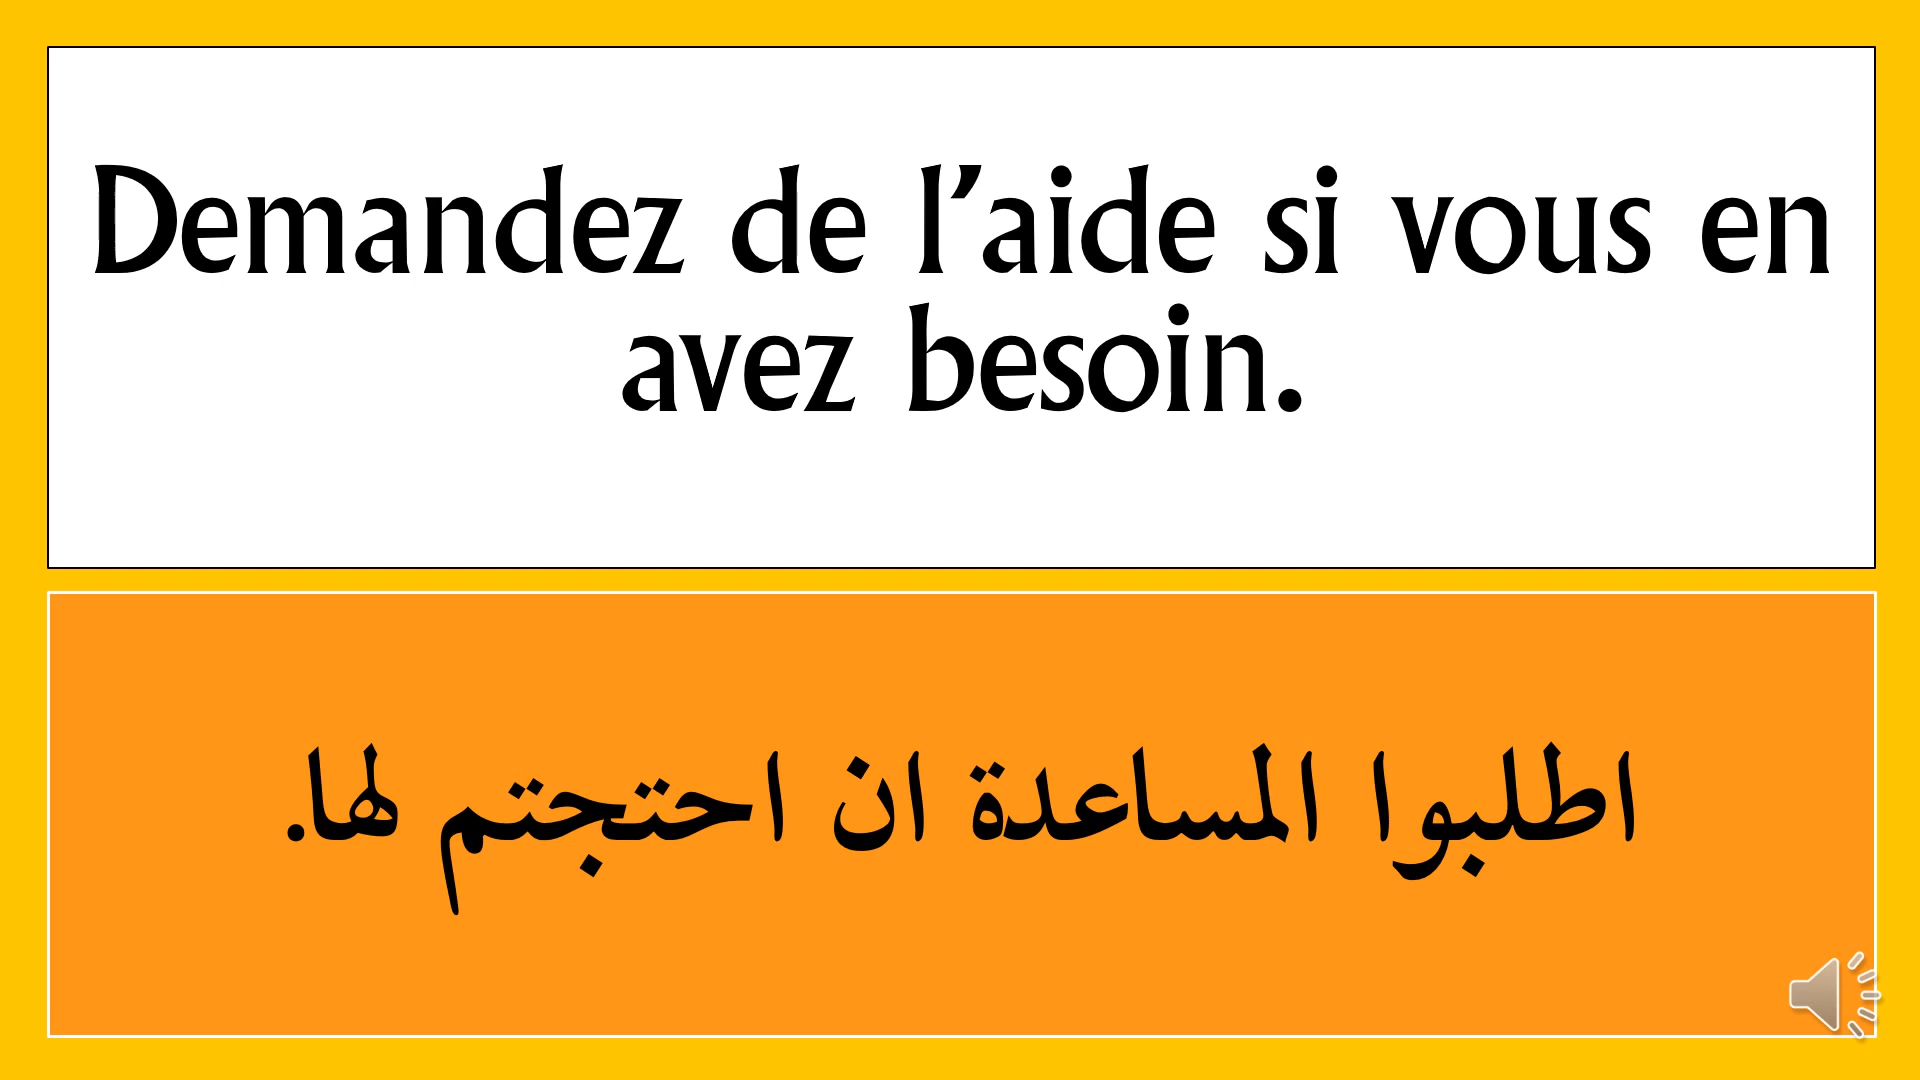 Demandez de l’aide si vous en
avez besoin.
اطلبوا المساعدة ان احتجتم لها.